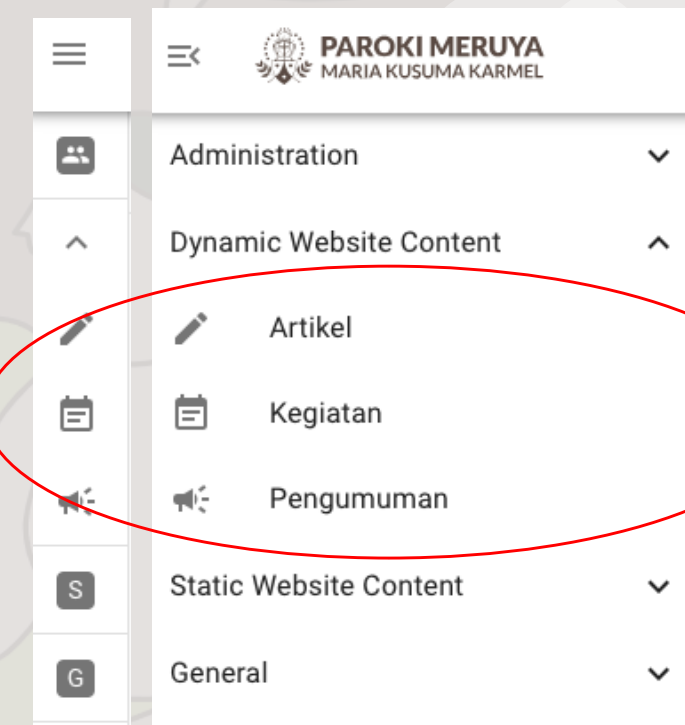 PAROKI MERUYA
MARIA KUSUMA KARMEL
Administration
Dynamic Website Content
Artikel
Kegiatan
Pengumuman
S
Static Website Content
G
General